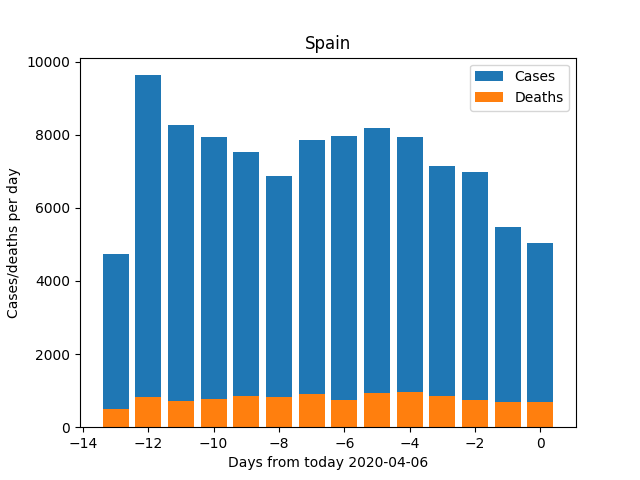 Spain
Cases
Deaths
Cases/deaths per day
10000
8000
6000
4000
2000
0
−14 −12 −10 −8 −6 −4 −2 0
Days from today 2020-04-06